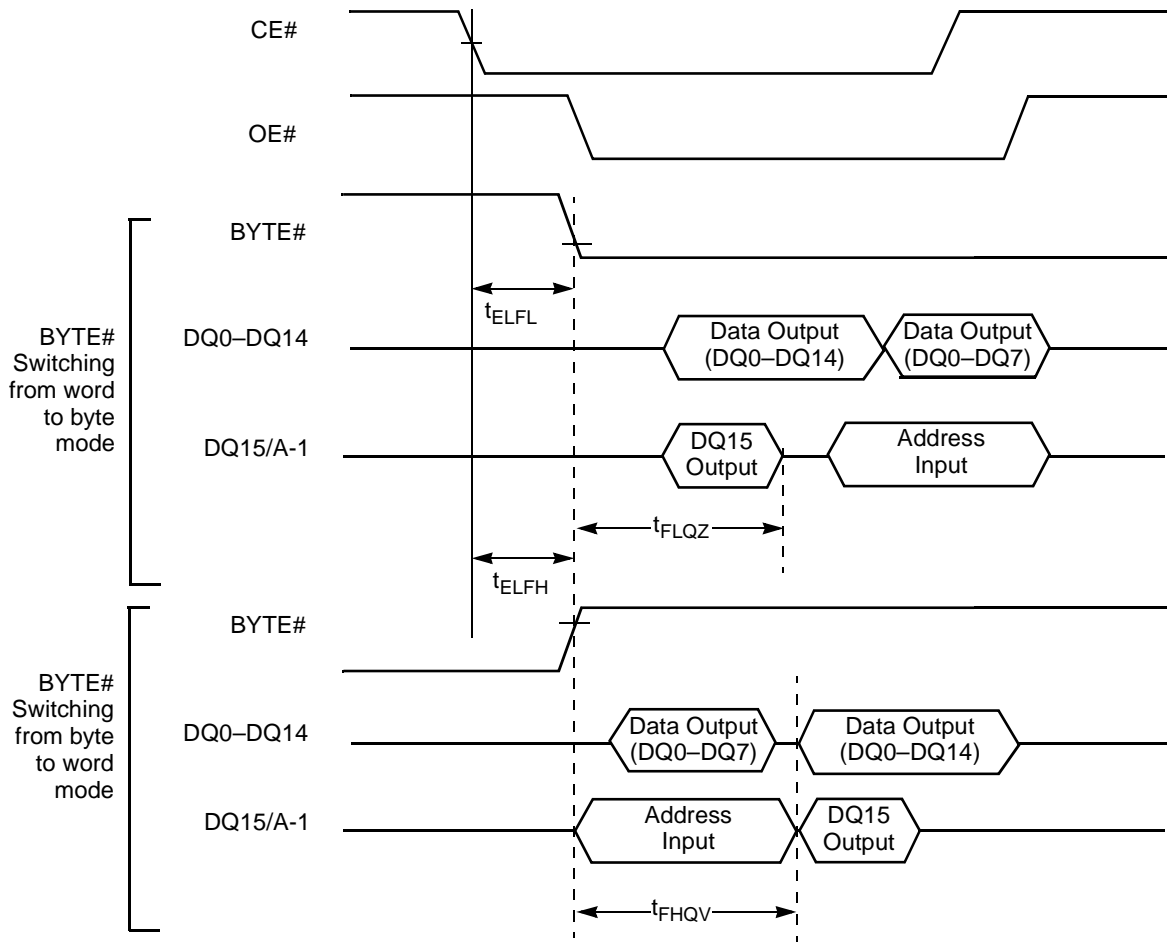 CE#
OE#
BYTE#
tELFL
BYTE#
Switching
from word
to byte
mode
DQ0–DQ14
Data Output
(DQ0–DQ14)
Data Output
(DQ0–DQ7)
DQ15/A-1
DQ15
Output
Address
Input
tFLQZ
tELFH
BYTE#
BYTE#
Switching
from byte
to word
mode
DQ0–DQ14
Data Output
(DQ0–DQ7)
Data Output
(DQ0–DQ14)
DQ15/A-1
Address
Input
DQ15
Output
tFHQV